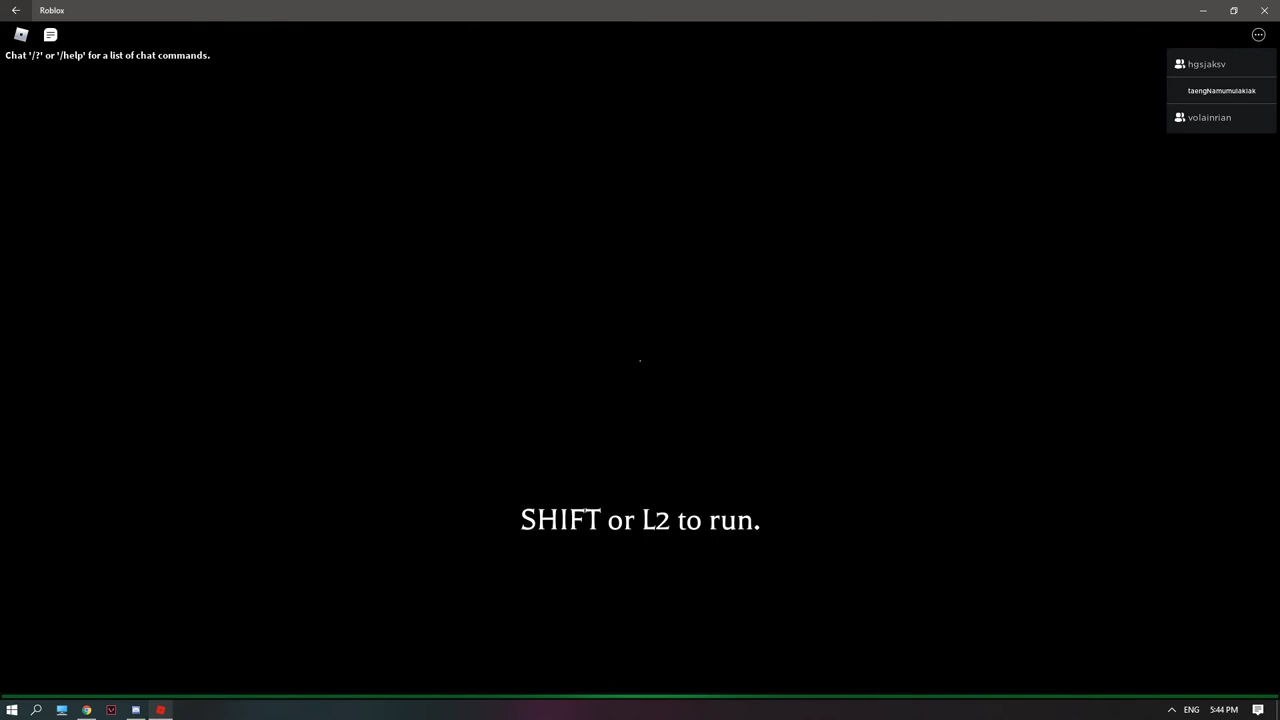 Roblox
Chat '/?' or '/help' for a list of chat commands.
hgsjaksv
taengNamumulaklak
volainrian
SHIFT or L2 to run.
ENG
5:44 PM